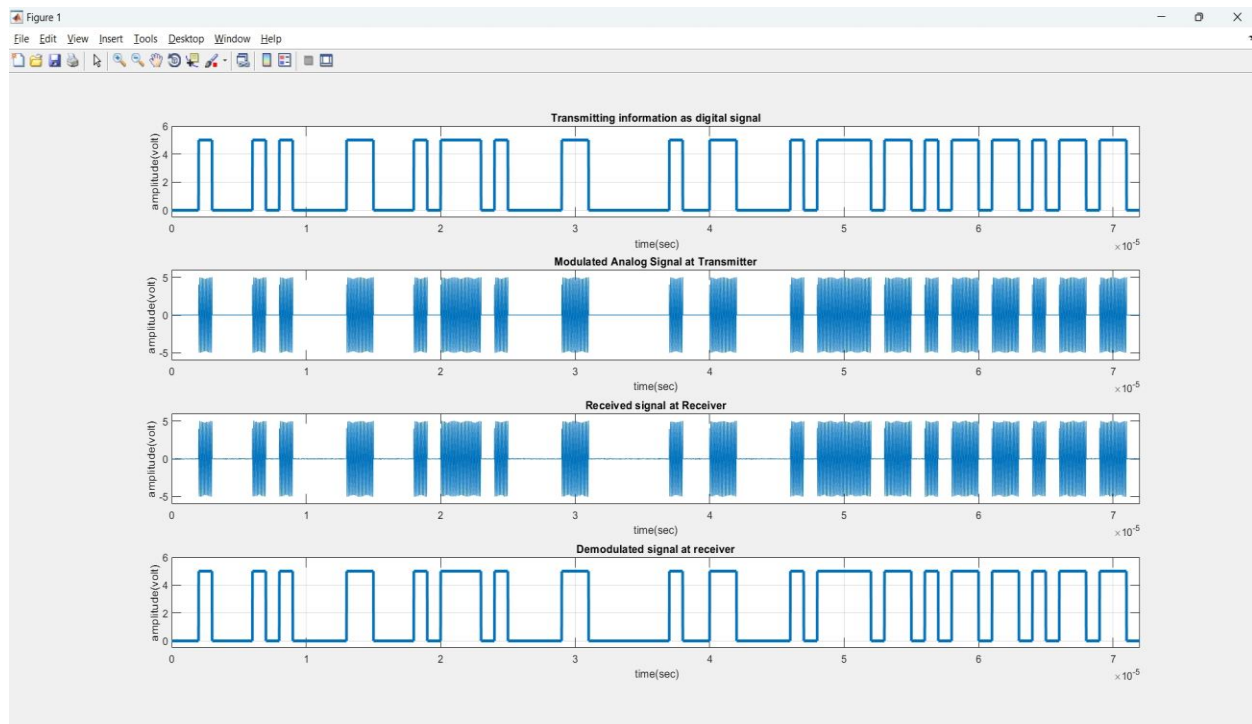 Figure 1
File Edit View Insert Tools Desktop Window Help
Transmitting information as digital signal
6
4
2
0
amplitude(volt)
0 1 2 3 4 5 6 7
time(sec)
×10-5
Modulated Analog Signal at Transmitter
5
0
-5
amplitude(volt)
0 1 2 3 4 5 6 7
time(sec)
×10-5
Received signal at Receiver
5
0
-5
amplitude(volt)
0 1 2 3 4 5 6 7
time(sec)
×10-5
Demodulated signal at receiver
6
4
2
0
amplitude(volt)
0 1 2 3 4 5 6 7
time(sec)
×10-5